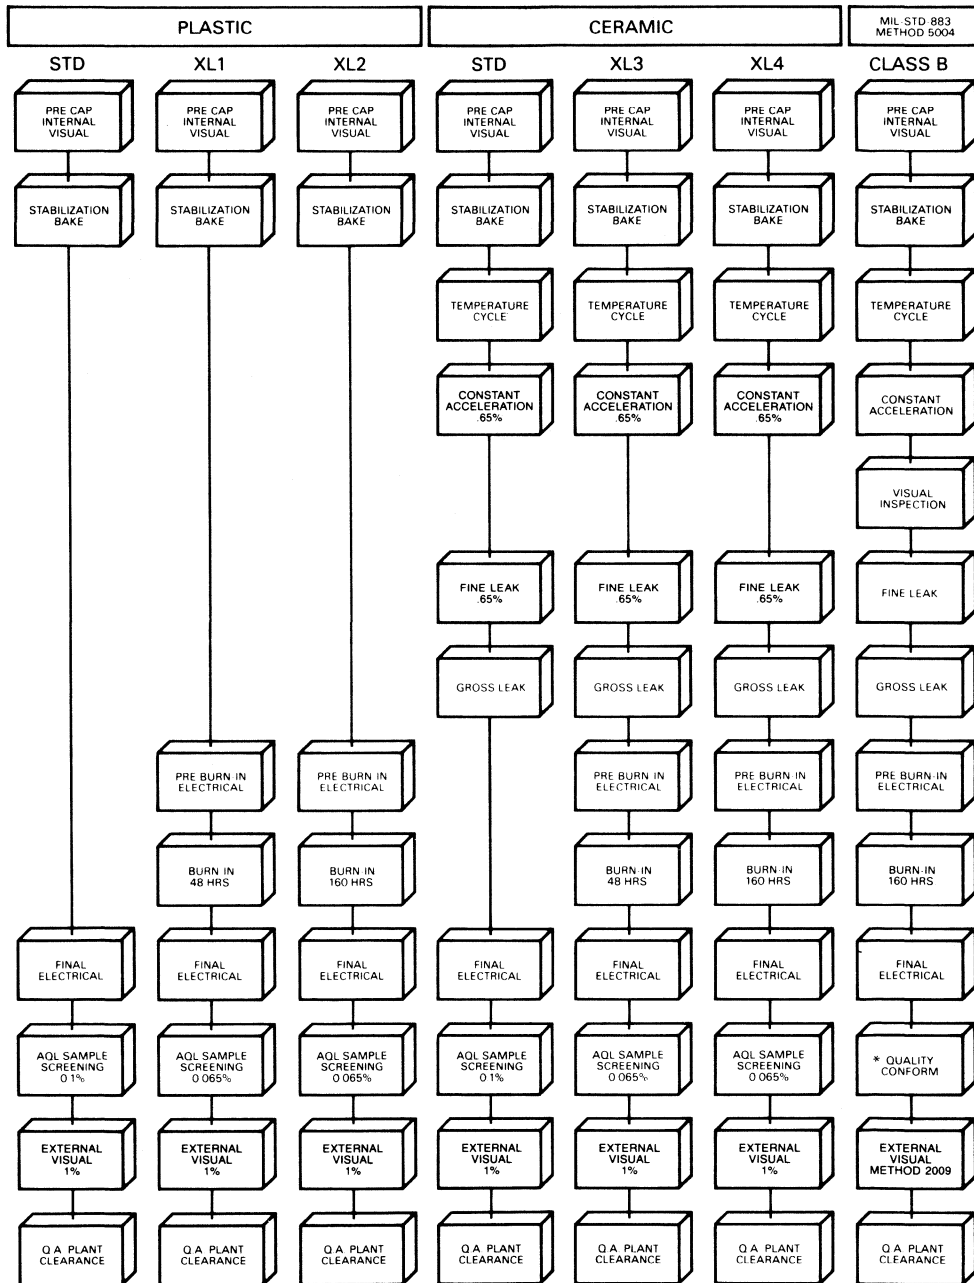 PLASTIC
STD
PRE CAP
INTERNAL
VISUAL
STABILIZATION
BAKE
FINAL
ELECTRICAL
AQL SAMPLE
SCREENING
0.1%
EXTERNAL
VISUAL
1%
Q.A. PLANT
CLEARANCE
XL1
PRE CAP
INTERNAL
VISUAL
STABILIZATION
BAKE
PRE BURN-IN
ELECTRICAL
BURN IN
48 HRS
FINAL
ELECTRICAL
AQL SAMPLE
SCREENING
0.065%
EXTERNAL
VISUAL
1%
Q.A. PLANT
CLEARANCE
XL2
PRE CAP
INTERNAL
VISUAL
STABILIZATION
BAKE
PRE BURN-IN
ELECTRICAL
BURN IN
160 HRS
FINAL
ELECTRICAL
AQL SAMPLE
SCREENING
0.065%
EXTERNAL
VISUAL
1%
Q.A. PLANT
CLEARANCE
CERAMIC
STD
PRE CAP
INTERNAL
VISUAL
STABILIZATION
BAKE
TEMPERATURE
CYCLE
CONSTANT
ACCELERATION
.65%
FINE LEAK
.65%
GROSS LEAK
FINAL
ELECTRICAL
AQL SAMPLE
SCREENING
0.1%
EXTERNAL
VISUAL
1%
Q.A. PLANT
CLEARANCE
XL3
PRE CAP
INTERNAL
VISUAL
STABILIZATION
BAKE
TEMPERATURE
CYCLE
CONSTANT
ACCELERATION
.65%
FINE LEAK
.65%
GROSS LEAK
PRE BURN-IN
ELECTRICAL
BURN-IN
48 HRS
FINAL
ELECTRICAL
AQL SAMPLE
SCREENING
0.065%
EXTERNAL
VISUAL
1%
Q.A. PLANT
CLEARANCE
XL4
PRE CAP
INTERNAL
VISUAL
STABILIZATION
BAKE
TEMPERATURE
CYCLE
CONSTANT
ACCELERATION
.65%
FINE LEAK
.65%
GROSS LEAK
PRE BURN-IN
ELECTRICAL
BURN-IN
160 HRS
FINAL
ELECTRICAL
AQL SAMPLE
SCREENING
0.065%
EXTERNAL
VISUAL
1%
Q.A. PLANT
CLEARANCE
MIL-STD-883
METHOD 5004
CLASS B
PRE CAP
INTERNAL
VISUAL
STABILIZATION
BAKE
TEMPERATURE
CYCLE
CONSTANT
ACCELERATION
VISUAL
INSPECTION
FINE LEAK
GROSS LEAK
PRE BURN-IN
ELECTRICAL
BURN-IN
160 HRS
FINAL
ELECTRICAL
* QUALITY
CONFORM
EXTERNAL
VISUAL
METHOD 2009
Q.A. PLANT
CLEARANCE